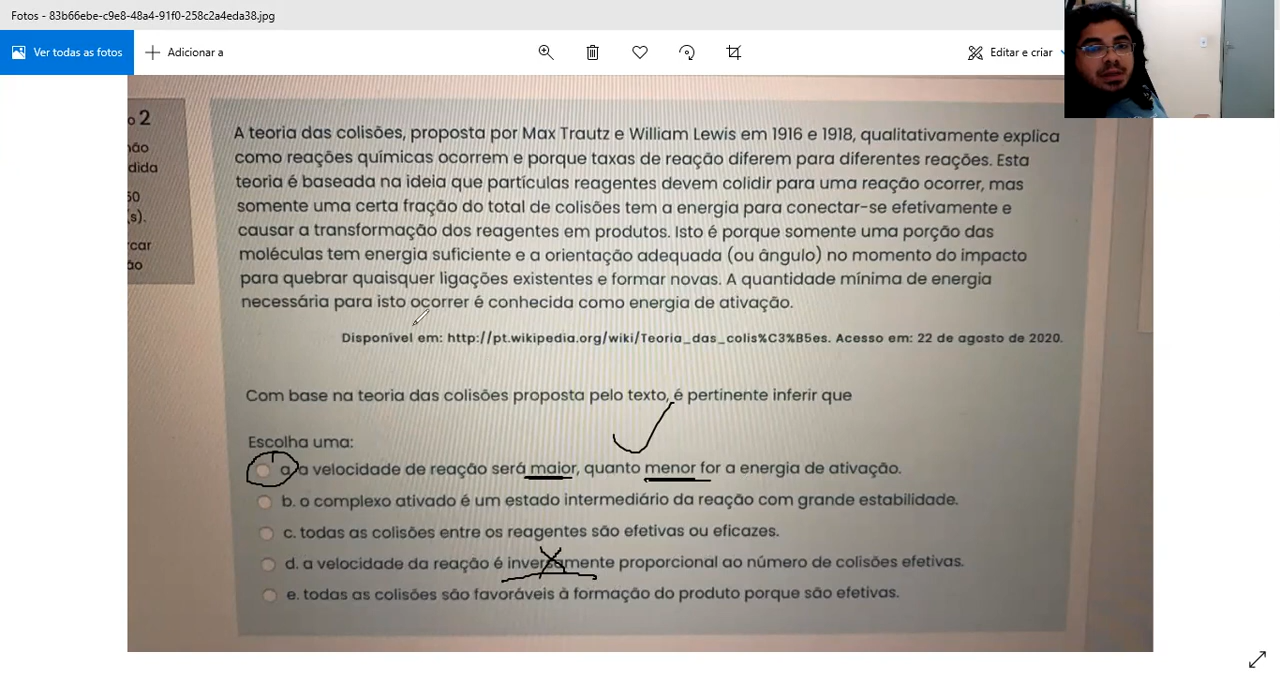 Fotos - 83b66ebe-c9e8-48a4-91f0-258c2a4eda38.jpg
Ver todas as fotos
Adicionar a
Editar e criar
2
dida
A teoria das colisões, proposta por Max Trautz e William Lewis em 1916 e 1918, qualitativamente explica
como reações químicas ocorrem e porque taxas de reação diferem para diferentes reações. Esta
teoria é baseada na ideia que partículas reagentes devem colidir para uma reação ocorrer, mas
somente uma certa fração do total de colisões tem a energia para conectar-se efetivamente e
causar a transformação dos reagentes em produtos. Isto é porque somente uma porção das
moléculas tem energia suficiente e a orientação adequada (ou ângulo) no momento do impacto
para quebrar quaisquer ligações existentes e formar novas. A quantidade mínima de energia
necessária para isto ocorrer é conhecida como energia de ativação.
Disponível em: http://pt.wikipedia.org/wiki/Teoria_das_colis%C3%B5es. Acesso em: 22 de agosto de 2020.
Com base na teoria das colisões proposta pelo texto, é pertinente inferir que
Escolha uma:
a. a velocidade de reação será maior, quanto menor for a energia de ativação.
b. o complexo ativado é um estado intermediário da reação com grande estabilidade.
c. todas as colisões entre os reagentes são efetivas ou eficazes.
d. a velocidade da reação é inversamente proporcional ao número de colisões efetivas.
e. todas as colisões são favoráveis à formação do produto porque são efetivas.